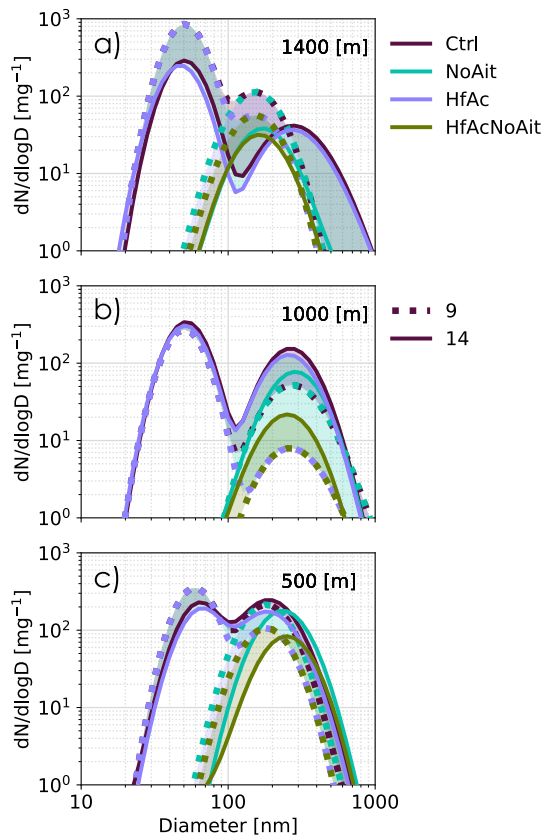 a)
1400 [m]
dN/dlogD [mg⁻¹]
10³
10²
10¹
10⁰
Ctrl
NoAit
HfAc
HfAcNoAit
b)
1000 [m]
dN/dlogD [mg⁻¹]
10³
10²
10¹
10⁰
9
14
c)
500 [m]
dN/dlogD [mg⁻¹]
10³
10²
10¹
10⁰
10 100 1000
Diameter [nm]